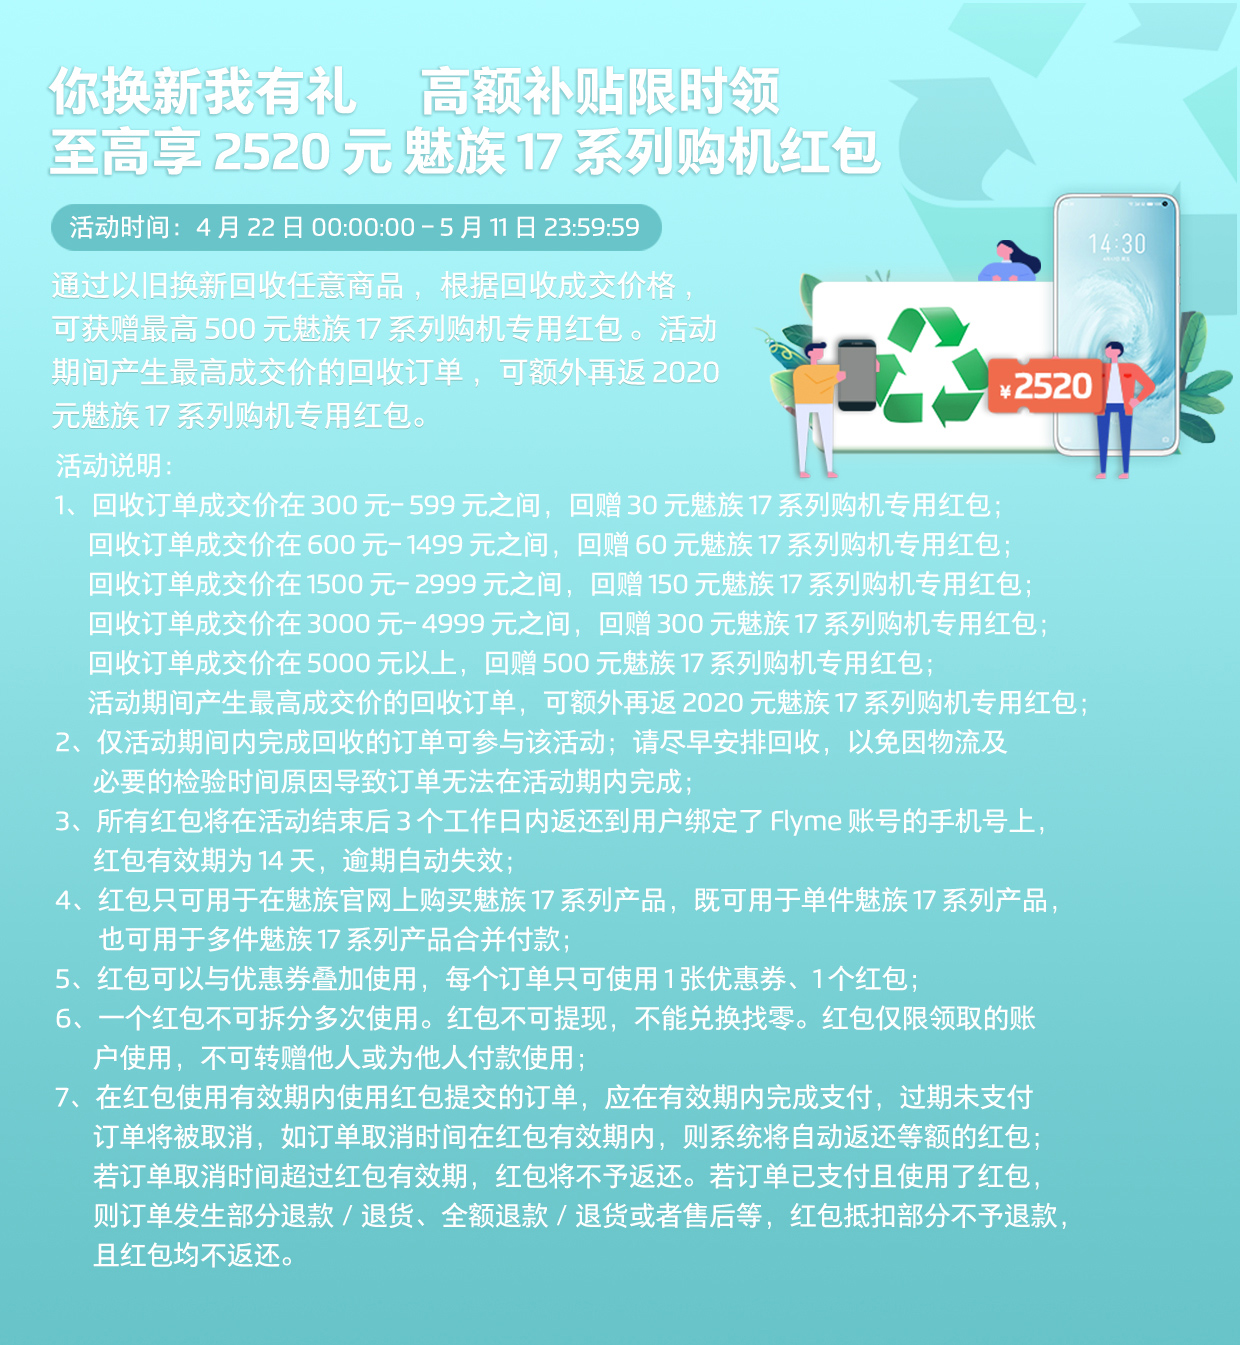 你换新我有礼 高额补贴限时领
至高享 2520 元 魅族 17 系列购机红包
活动时间：4 月 22 日 00:00:00 – 5 月 11 日 23:59:59
通过以旧换新回收任意商品 ，根据回收成交价格 ，
可获赠最高 500 元魅族 17 系列购机专用红包 。活动
期间产生最高成交价的回收订单 ，可额外再返 2020
元魅族 17 系列购机专用红包。
14:30
¥2520
活动说明：
1、回收订单成交价在 300 元– 599 元之间，回赠 30 元魅族 17 系列购机专用红包；
回收订单成交价在 600 元– 1499 元之间，回赠 60 元魅族 17 系列购机专用红包；
回收订单成交价在 1500 元– 2999 元之间，回赠 150 元魅族 17 系列购机专用红包；
回收订单成交价在 3000 元– 4999 元之间，回赠 300 元魅族 17 系列购机专用红包；
回收订单成交价在 5000 元以上，回赠 500 元魅族 17 系列购机专用红包；
活动期间产生最高成交价的回收订单，可额外再返 2020 元魅族 17 系列购机专用红包；
2、仅活动期间内完成回收的订单可参与该活动；请尽早安排回收，以免因物流及
必要的检验时间原因导致订单无法在活动期内完成；
3、所有红包将在活动结束后 3 个工作日内返还到用户绑定了 Flyme 账号的手机号上，
红包有效期为 14 天，逾期自动失效；
4、红包只可用于在魅族官网上购买魅族 17 系列产品，既可用于单件魅族 17 系列产品，
也可用于多件魅族 17 系列产品合并付款；
5、红包可以与优惠券叠加使用，每个订单只可使用 1 张优惠券、1 个红包；
6、一个红包不可拆分多次使用。红包不可提现，不能兑换找零。红包仅限领取的账
户使用，不可转赠他人或为他人付款使用；
7、在红包使用有效期内使用红包提交的订单，应在有效期内完成支付，过期未支付
订单将被取消，如订单取消时间在红包有效期内，则系统将自动返还等额的红包；
若订单取消时间超过红包有效期，红包将不予返还。若订单已支付且使用了红包，
则订单发生部分退款 / 退货、全额退款 / 退货或者售后等，红包抵扣部分不予退款，
且红包均不返还。